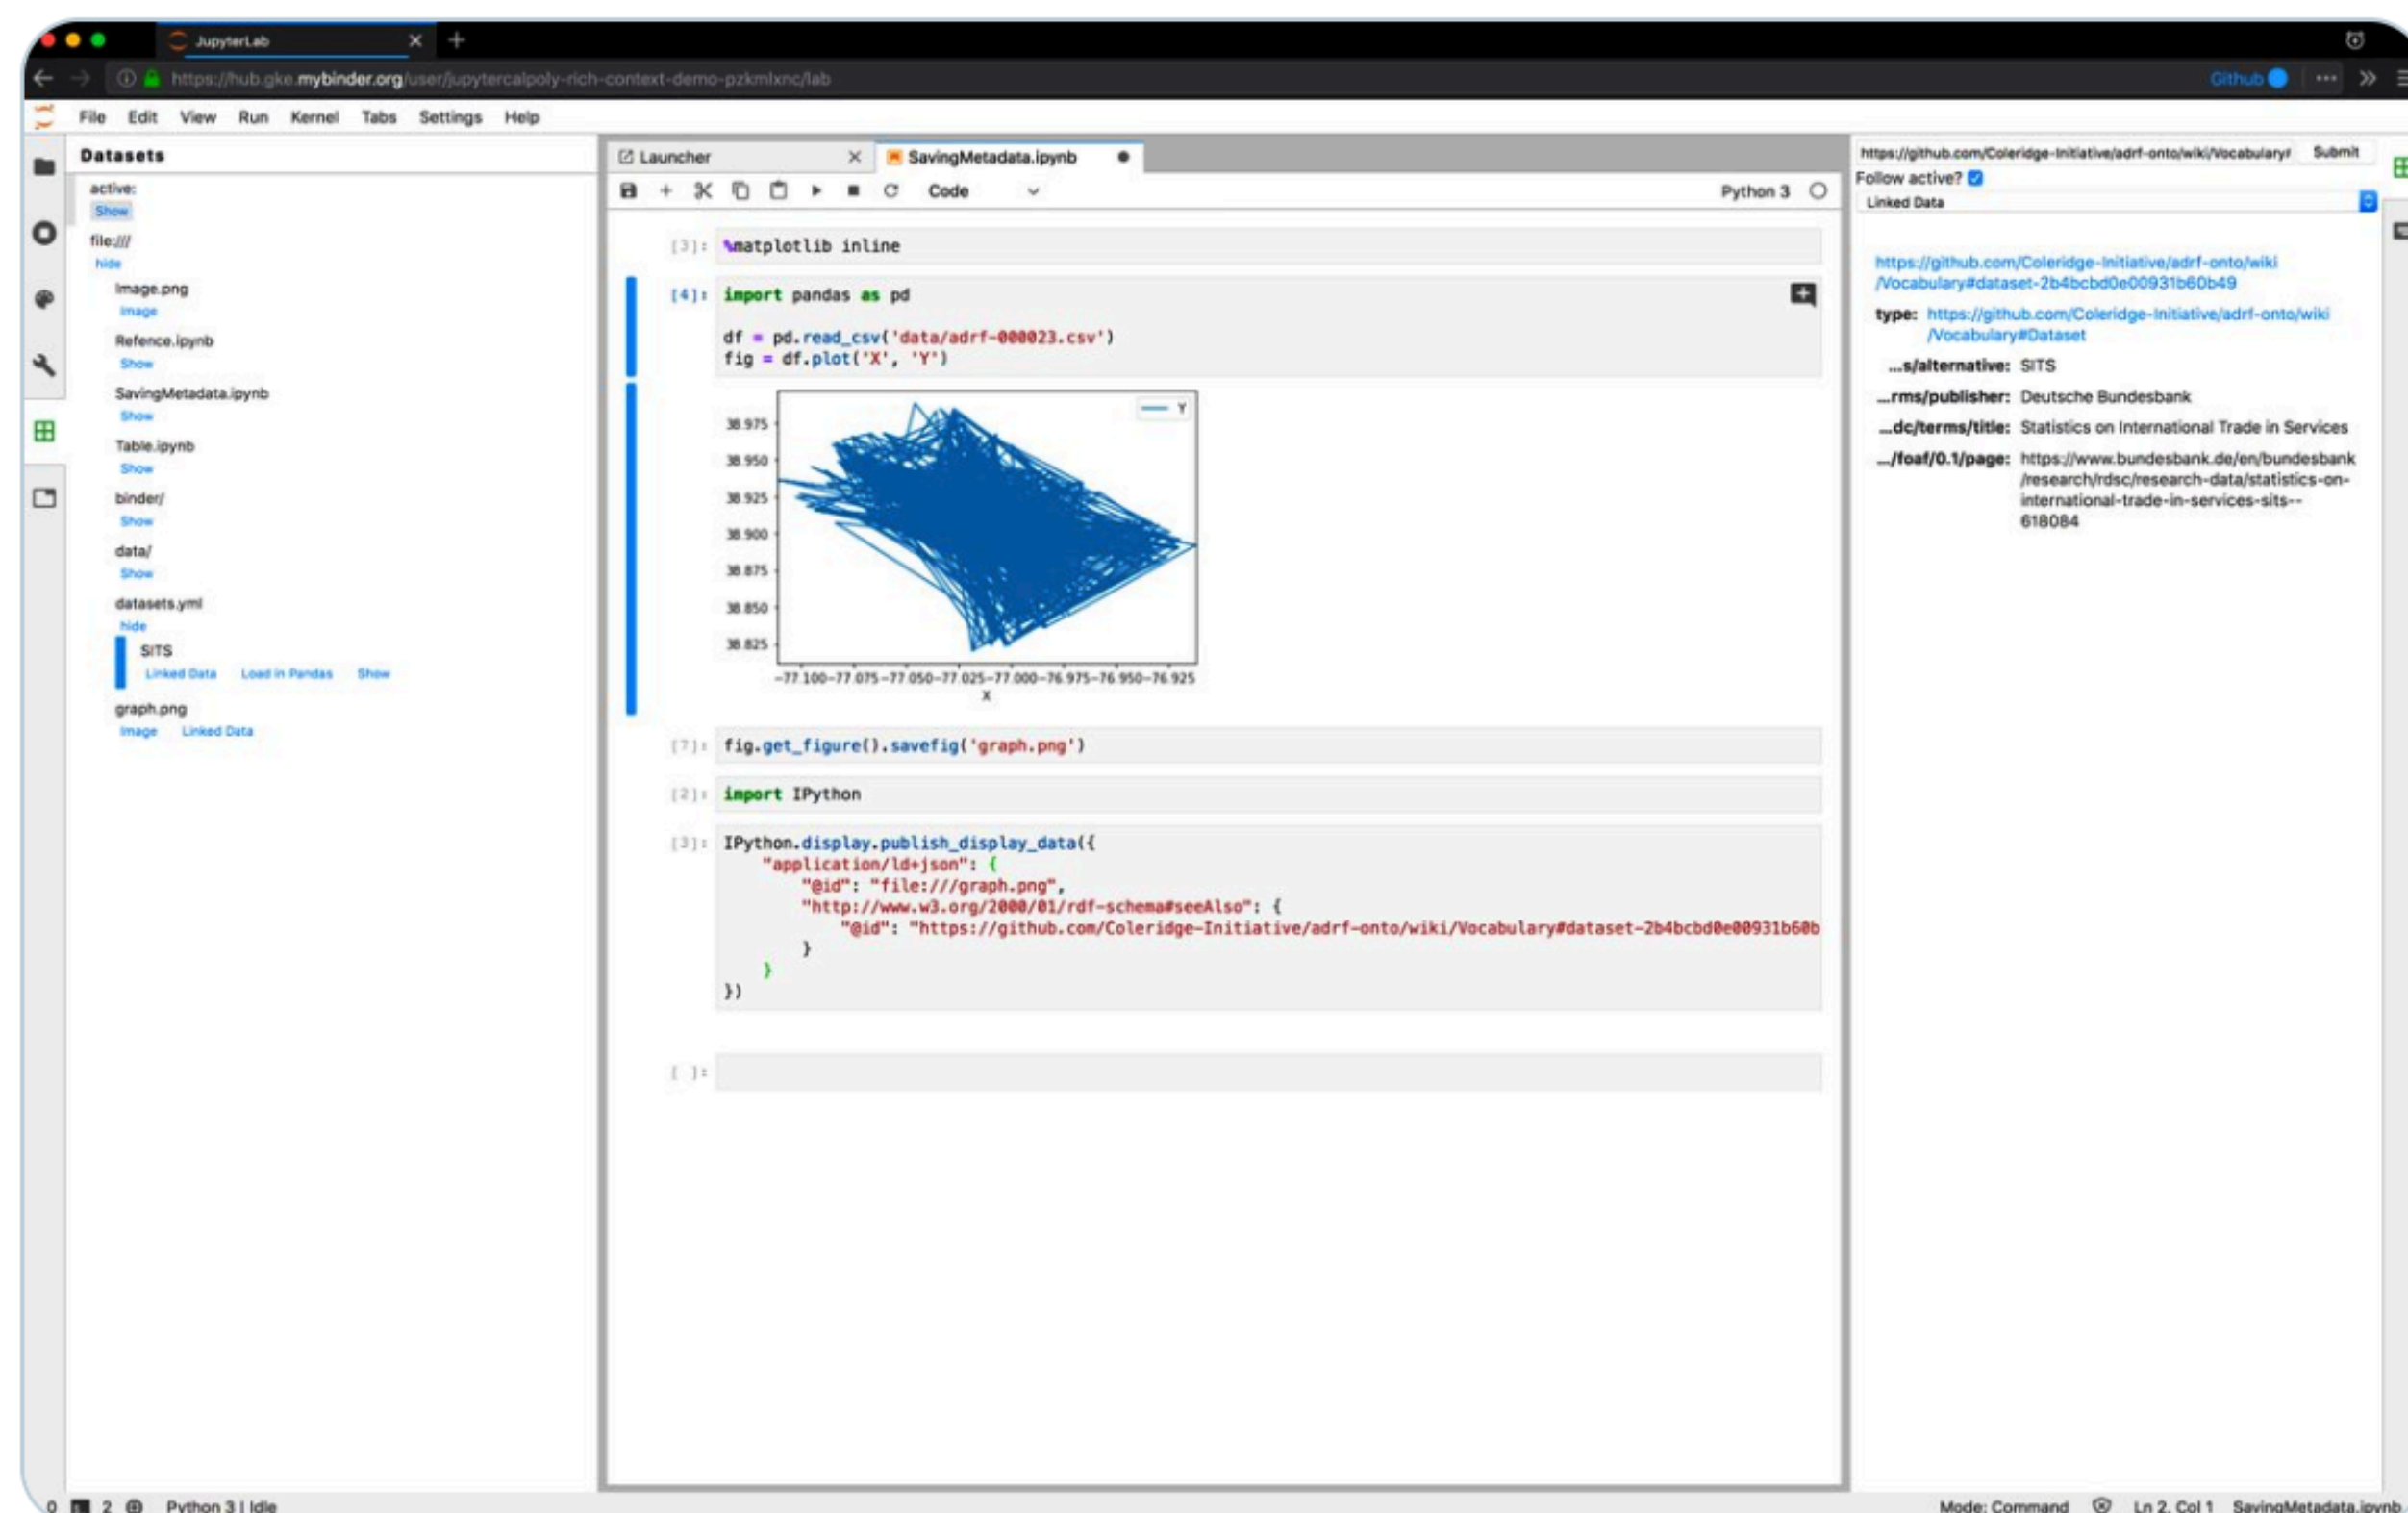 JupyterLab
https://hub.gke.mybinder.org/user/jupytercalpoly-rich-context-demo-pzkmlxnc/lab
Github
File Edit View Run Kernel Tabs Settings Help
Datasets
active:
Show
file:///
hide
Image.png
Image
Refence.ipynb
Show
SavingMetadata.ipynb
Show
Table.ipynb
Show
binder/
Show
data/
Show
datasets.yml
hide
SITS
Linked Data Load in Pandas Show
graph.png
Image Linked Data
Launcher
SavingMetadata.ipynb
Code
Python 3
[3]: %matplotlib inline
[4]: import pandas as pd
df = pd.read_csv('data/adrf-000023.csv')
fig = df.plot('X', 'Y')
Y
38.975
38.950
38.925
38.900
38.875
38.850
38.825
-77.100-77.075-77.050-77.025-77.000-76.975-76.950-76.925
X
[7]: fig.get_figure().savefig('graph.png')
[2]: import IPython
[3]: IPython.display.publish_display_data({
"application/ld+json": {
"@id": "file:///graph.png",
"http://www.w3.org/2000/01/rdf-schema#seeAlso": {
"@id": "https://github.com/Coleridge-Initiative/adrf-onto/wiki/Vocabulary#dataset-2b4bcbd0e00931b60b
}
}
})
[ ]:
https://github.com/Coleridge-Initiative/adrf-onto/wiki/Vocabulary# Submit
Follow active?
Linked Data
https://github.com/Coleridge-Initiative/adrf-onto/wiki
/Vocabulary#dataset-2b4bcbd0e00931b60b49
type: https://github.com/Coleridge-Initiative/adrf-onto/wiki
/Vocabulary#Dataset
...s/alternative: SITS
...rms/publisher: Deutsche Bundesbank
...dc/terms/title: Statistics on International Trade in Services
.../foaf/0.1/page: https://www.bundesbank.de/en/bundesbank
/research/rdsc/research-data/statistics-on-
international-trade-in-services-sits--
618084
0 2 Python 3 | Idle
Mode: Command Ln 2, Col 1 SavingMetadata.ipynb